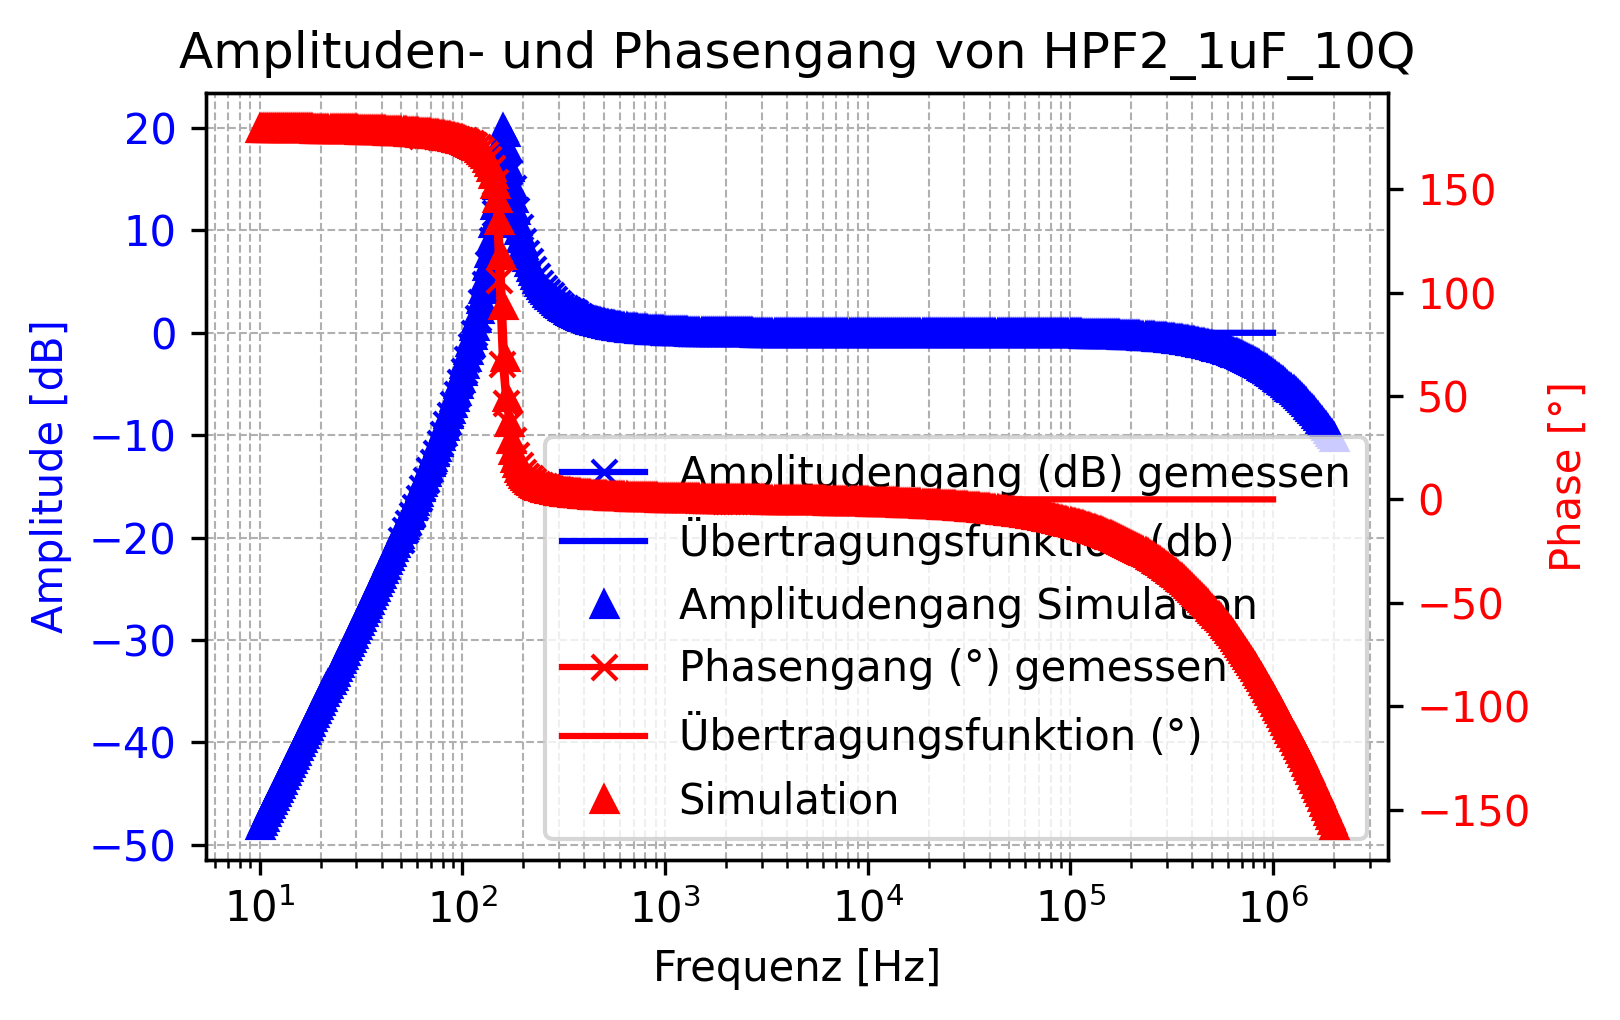 Amplituden- und Phasengang von HPF2_1uF_10Q
Amplitude [dB]
20
10
0
−10
−20
−30
−40
−50
150
100
50
0
−50
−100
−150
Phase [°]
Amplitudengang (dB) gemessen
Übertragungsfunktion (db)
Amplitudengang Simulation
Phasengang (°) gemessen
Übertragungsfunktion (°)
Simulation
10¹ 10² 10³ 10⁴ 10⁵ 10⁶
Frequenz [Hz]